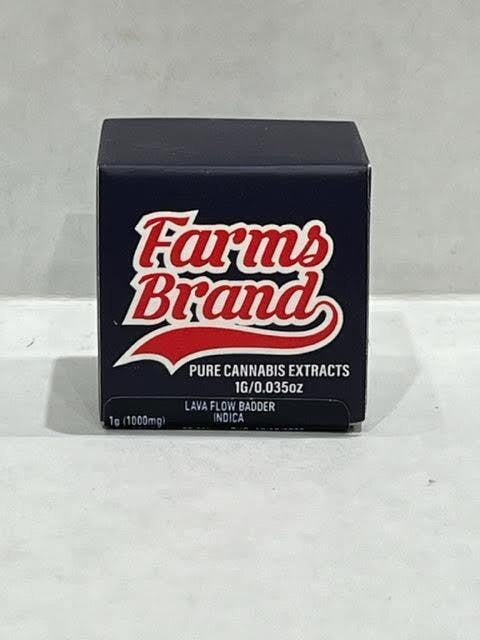 Farms
Brand
PURE CANNABIS EXTRACTS
1G/0.035oz
LAVA FLOW BADDER
1g (1000mg) INDICA